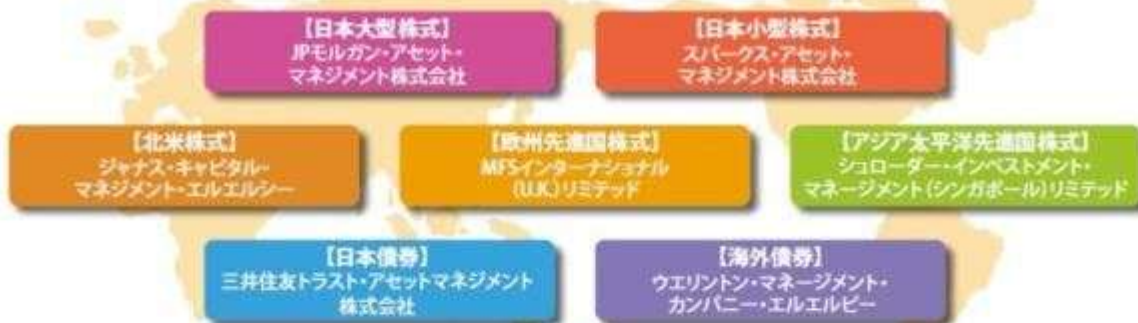 【日本大型株式】
JPモルガン・アセット・
マネジメント株式会社
【日本小型株式】
スパークス・アセット・
マネジメント株式会社
【北米株式】
ジャナス・キャピタル・
マネジメント・エルエルシー
【欧州先進国株式】
MFSインターナショナル
(U.K.)リミテッド
【アジア太平洋先進国株式】
シュローダー・インベストメント・
マネージメント(シンガポール)リミテッド
【日本債券】
三井住友トラスト・アセットマネジメント
株式会社
【海外債券】
ウエリントン・マネージメント・
カンパニー・エルエルピー